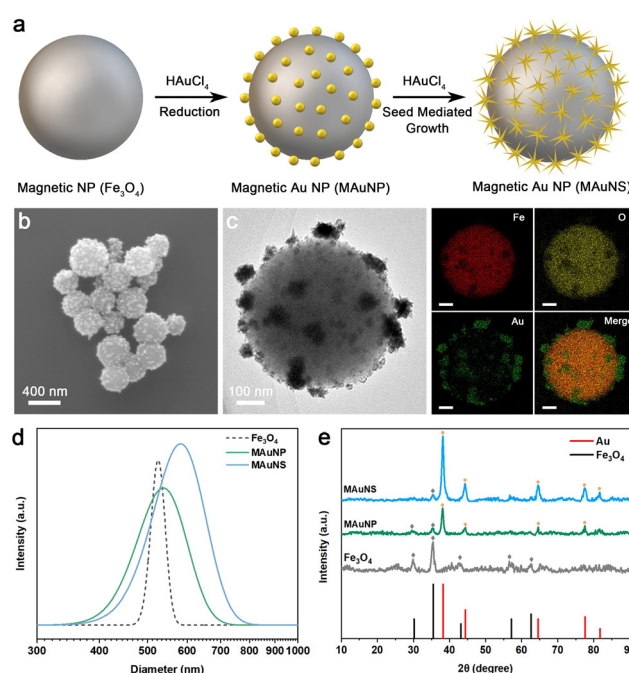 a
HAuCl₄
Reduction
HAuCl₄
Seed Mediated
Growth
Magnetic NP (Fe₃O₄)
Magnetic Au NP (MAuNP)
Magnetic Au NP (MAuNS)
b
400 nm
c
100 nm
Fe
O
Au
Merge
d
Intensity (a.u.)
Fe₃O₄
MAuNP
MAuNS
300 400 500 600 700 800 900 1000
Diameter (nm)
e
Intensity (a.u.)
Au
Fe₃O₄
MAuNS
MAuNP
Fe₃O₄
10 20 30 40 50 60 70 80 90
2θ (degree)